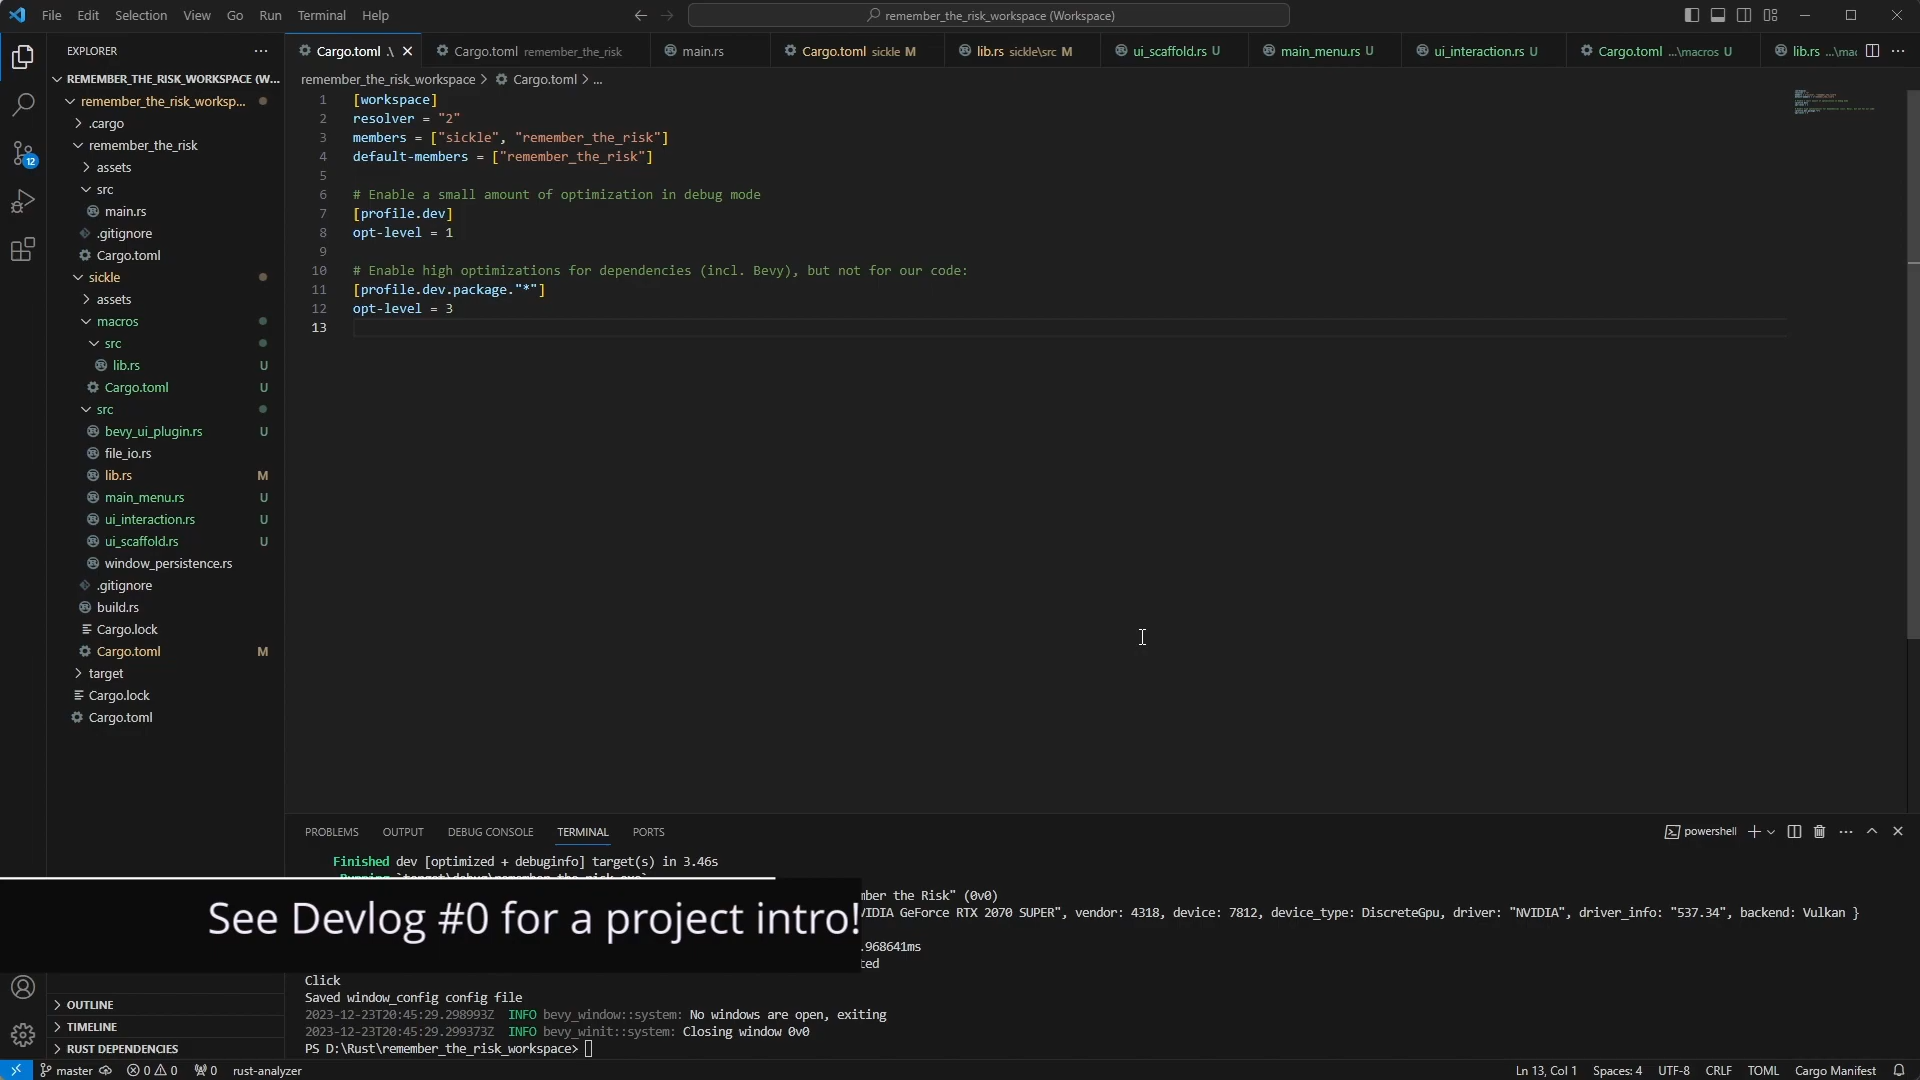 File Edit Selection View Go Run Terminal Help
remember_the_risk_workspace (Workspace)
EXPLORER
Cargo.toml .\
Cargo.toml remember_the_risk
main.rs
Cargo.toml sickle M
lib.rs sickle\src M
ui_scaffold.rs U
main_menu.rs U
ui_interaction.rs U
Cargo.toml ...\macros U
lib.rs ...\mac
REMEMBER_THE_RISK_WORKSPACE (W...
remember_the_risk_worksp...
.cargo
remember_the_risk
assets
src
main.rs
.gitignore
Cargo.toml
sickle
assets
macros
src
lib.rs U
Cargo.toml U
src
bevy_ui_plugin.rs U
file_io.rs
lib.rs M
main_menu.rs U
ui_interaction.rs U
ui_scaffold.rs U
window_persistence.rs
.gitignore
build.rs
Cargo.lock
Cargo.toml M
target
Cargo.lock
Cargo.toml
12
OUTLINE
TIMELINE
RUST DEPENDENCIES
remember_the_risk_workspace > Cargo.toml > ...
1 [workspace]
2 resolver = "2"
3 members = ["sickle", "remember_the_risk"]
4 default-members = ["remember_the_risk"]
5
6 # Enable a small amount of optimization in debug mode
7 [profile.dev]
8 opt-level = 1
9
10 # Enable high optimizations for dependencies (incl. Bevy), but not for our code:
11 [profile.dev.package."*"]
12 opt-level = 3
13
PROBLEMS OUTPUT DEBUG CONSOLE TERMINAL PORTS
powershell
Finished dev [optimized + debuginfo] target(s) in 3.46s
Running `target\debug\remember_the_risk.exe`
mber the Risk" (0v0)
VIDIA GeForce RTX 2070 SUPER", vendor: 4318, device: 7812, device_type: DiscreteGpu, driver: "NVIDIA", driver_info: "537.34", backend: Vulkan }
.968641ms
ted
See Devlog #0 for a project intro!
Click
Saved window_config config file
2023-12-23T20:45:29.298993Z INFO bevy_window::system: No windows are open, exiting
2023-12-23T20:45:29.299373Z INFO bevy_winit::system: Closing window 0v0
PS D:\Rust\remember_the_risk_workspace>
master 0 0 0 rust-analyzer
Ln 13, Col 1 Spaces: 4 UTF-8 CRLF TOML Cargo Manifest